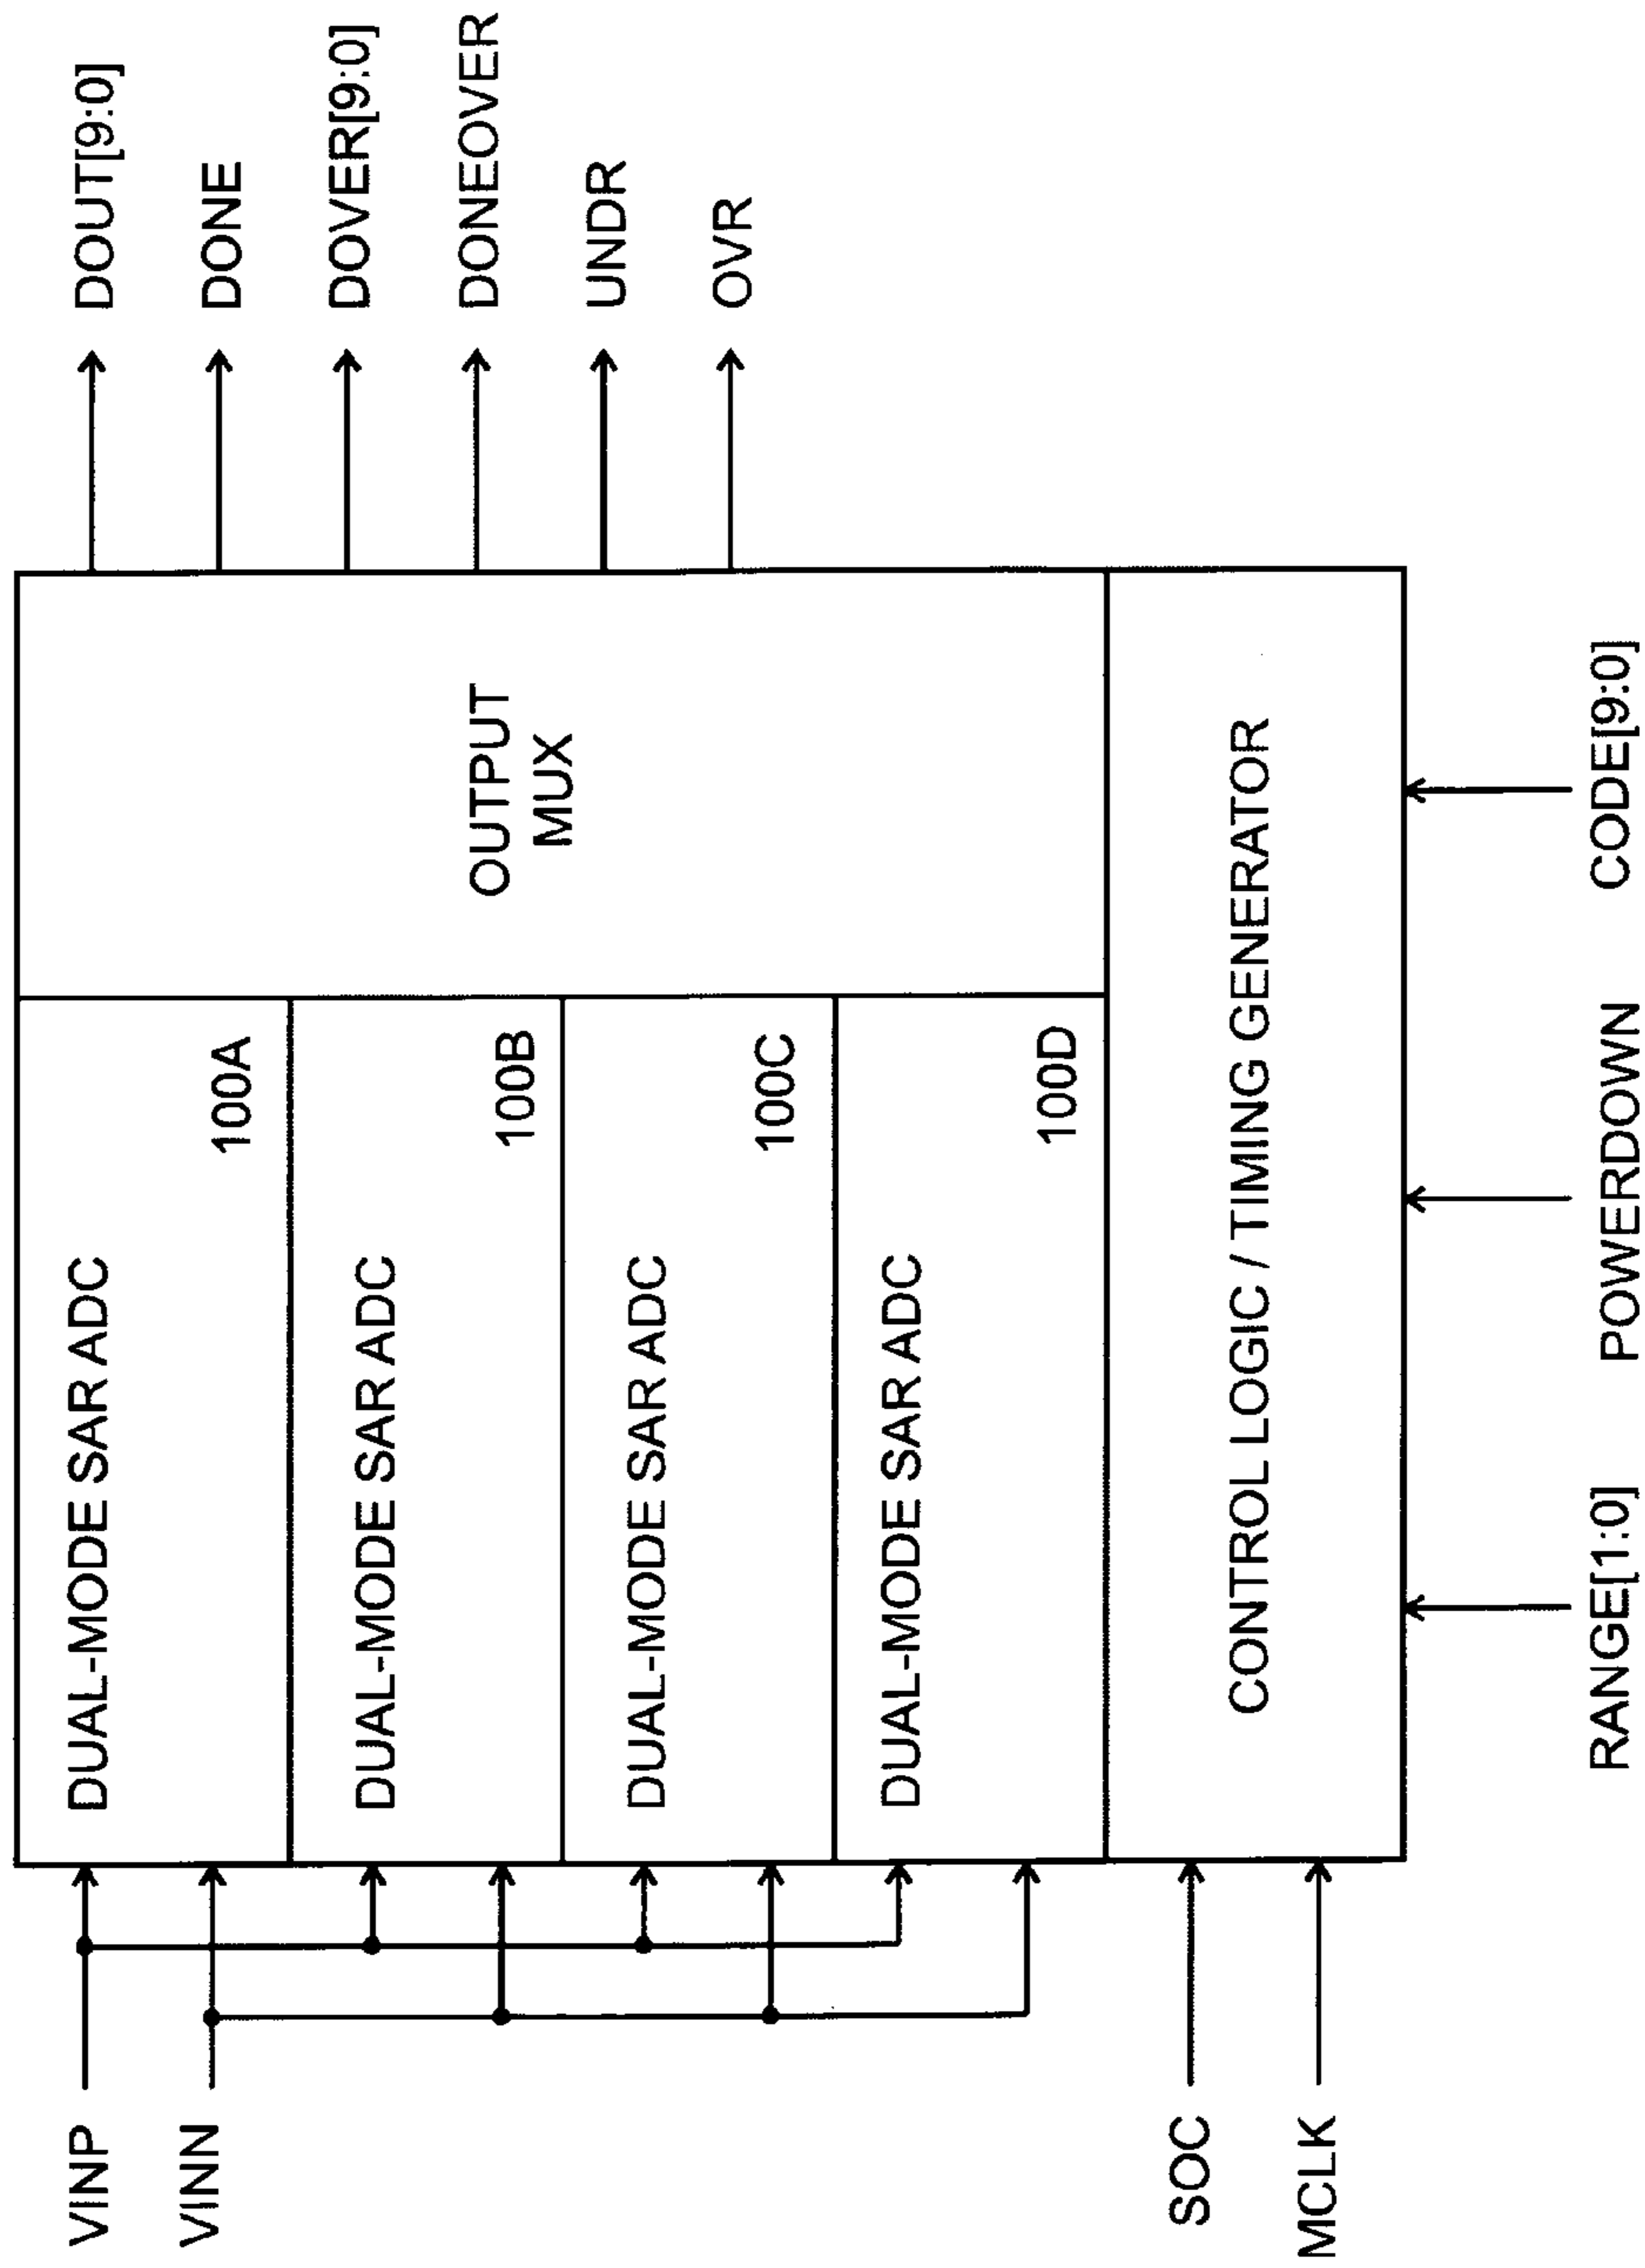 VINP
VINN
SOC
MCLK
DUAL-MODE SAR ADC
100A
DUAL-MODE SAR ADC
100B
DUAL-MODE SAR ADC
100C
DUAL-MODE SAR ADC
100D
OUTPUT
MUX
CONTROL LOGIC / TIMING GENERATOR
DOUT[9:0]
DONE
DOVER[9:0]
DONEOVER
UNDR
OVR
RANGE[1:0]
POWERDOWN
CODE[9:0]